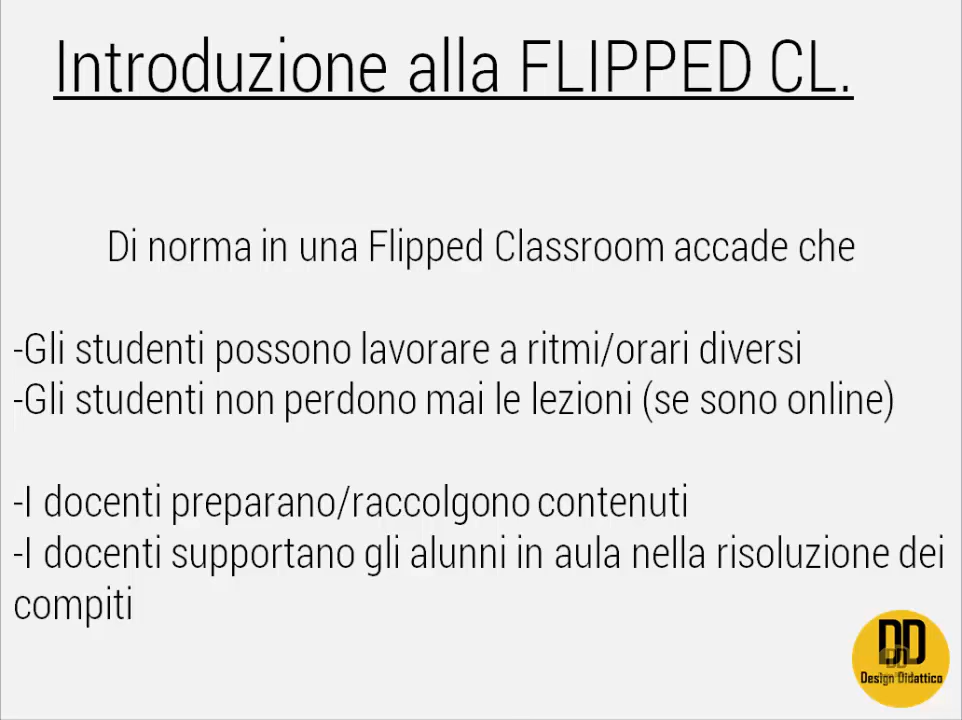 Introduzione alla FLIPPED CL.
Di norma in una Flipped Classroom accade che
-Gli studenti possono lavorare a ritmi/orari diversi
-Gli studenti non perdono mai le lezioni (se sono online)
-I docenti preparano/raccolgono contenuti
-I docenti supportano gli alunni in aula nella risoluzione dei
compiti
DD
Design Didattico